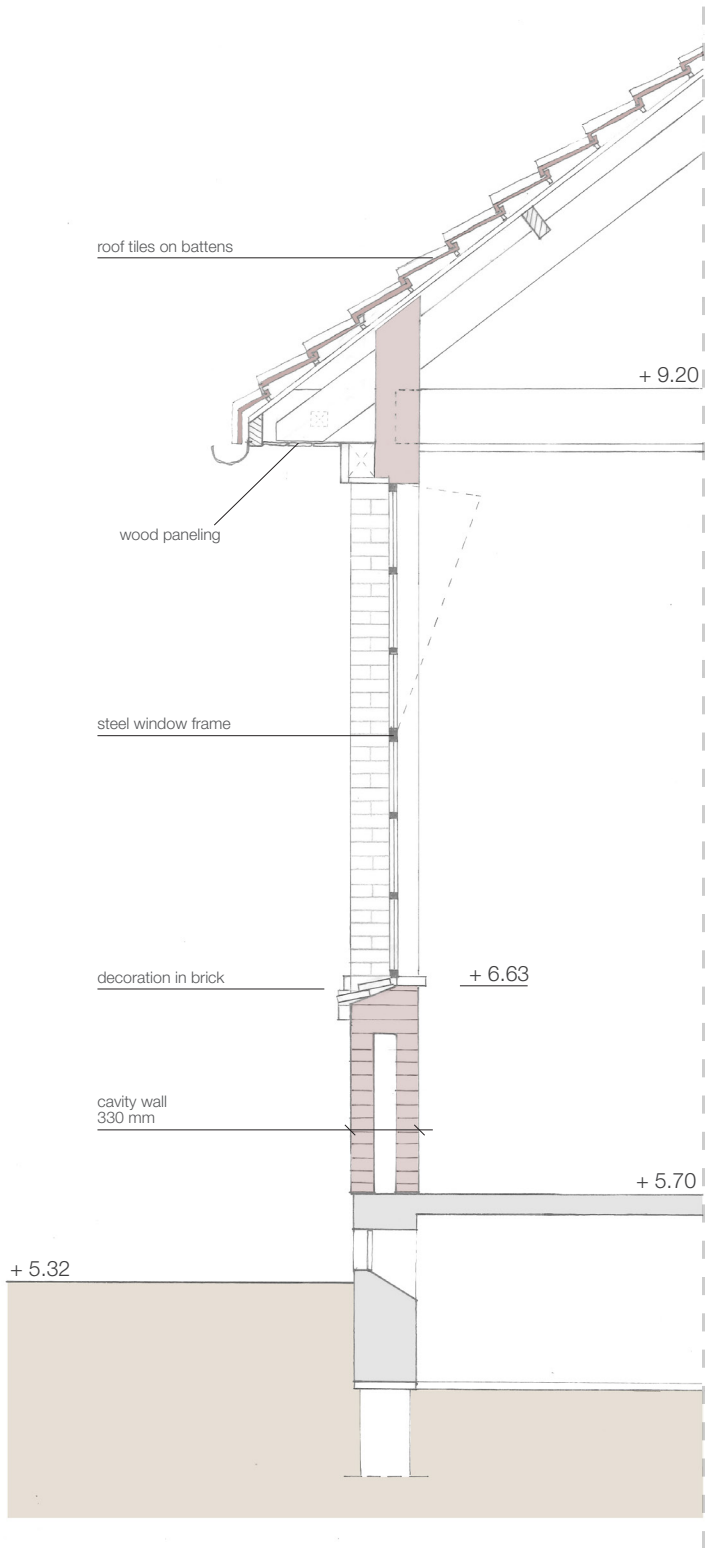 roof tiles on battens
+ 9.20
wood paneling
steel window frame
decoration in brick
+ 6.63
cavity wall
330 mm
+ 5.70
+ 5.32